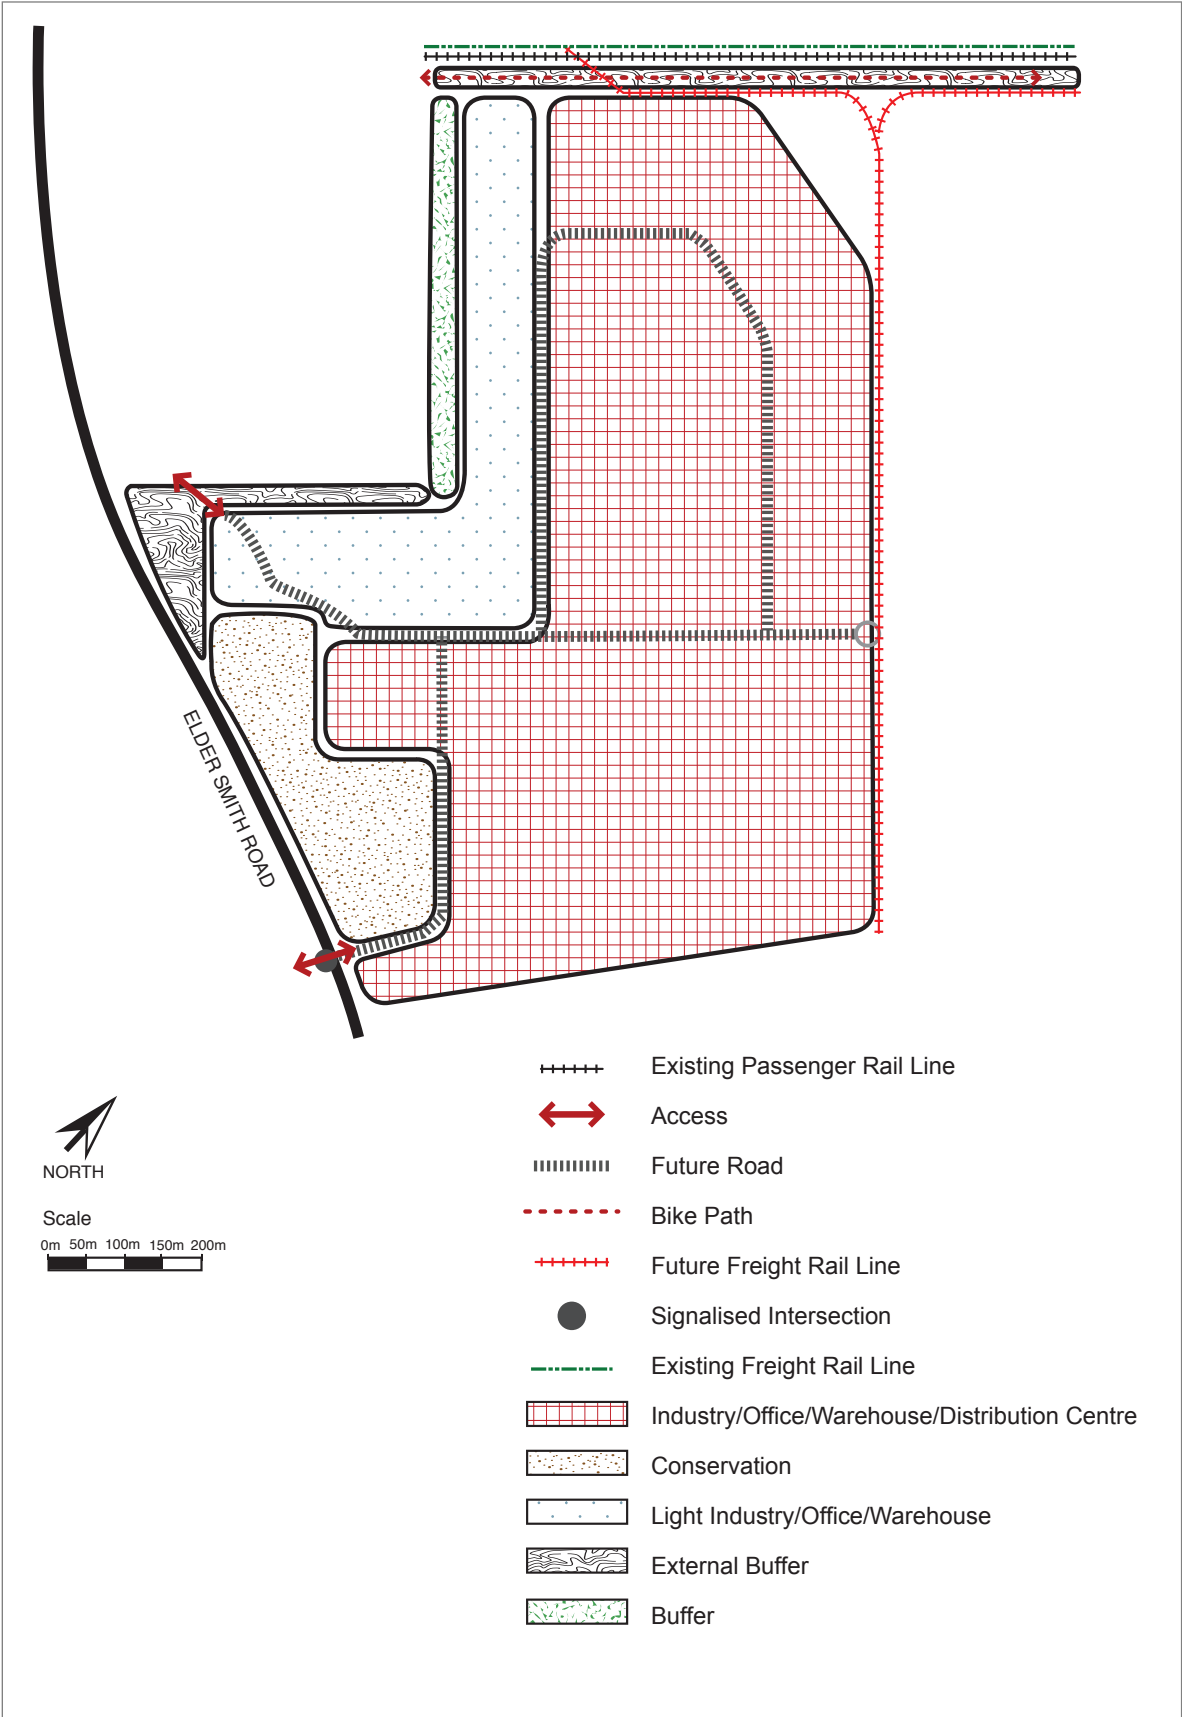 ELDER SMITH ROAD
NORTH
Scale
0m 50m 100m 150m 200m
Existing Passenger Rail Line
Access
Future Road
Bike Path
Future Freight Rail Line
Signalised Intersection
Existing Freight Rail Line
Industry/Office/Warehouse/Distribution Centre
Conservation
Light Industry/Office/Warehouse
External Buffer
Buffer